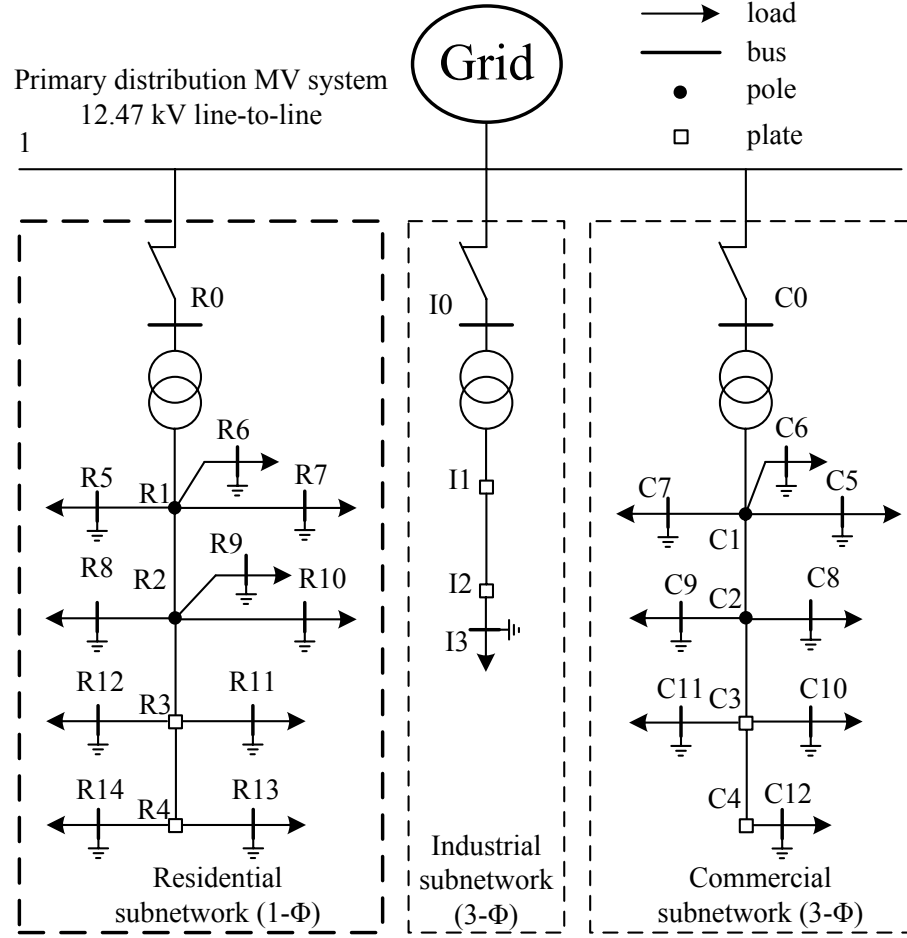 load
bus
pole
plate
Grid
Primary distribution MV system
12.47 kV line-to-line
1
R0
I0
C0
R6
R5
R1
R7
R9
R8
R2
R10
R12
R3
R11
R14
R4
R13
Residential
subnetwork (1-Φ)
I1
I2
I3
Industrial
subnetwork
(3-Φ)
C6
C7
C5
C1
C9
C2
C8
C11
C3
C10
C4
C12
Commercial
subnetwork (3-Φ)